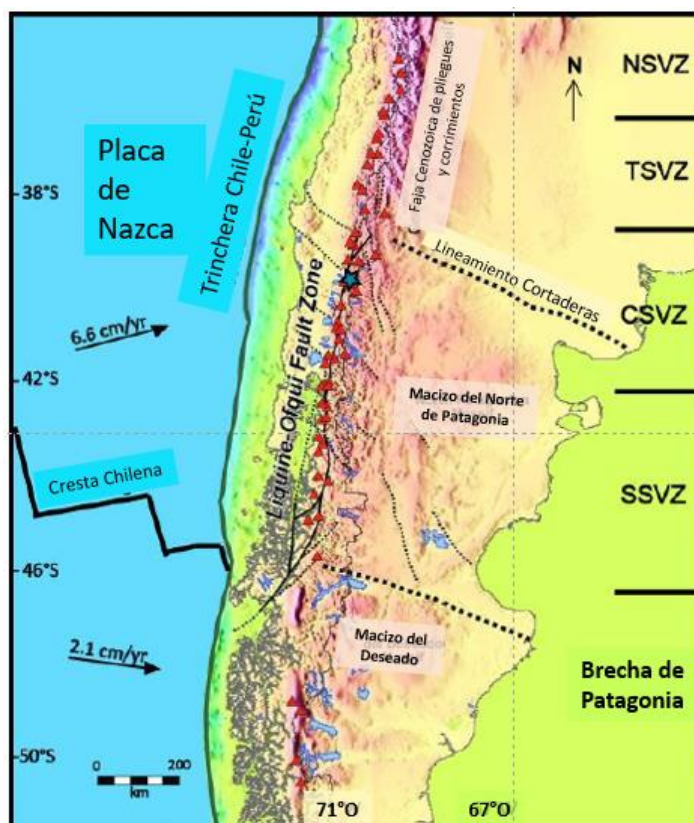 N
NSVZ
TSVZ
CSVZ
SSVZ
Brecha de
Patagonia
Faja Cenozoica de pliegues
y corrimientos
Placa
de
Nazca
Trinchera Chile-Perú
38°S
42°S
46°S
50°S
6.6 cm/yr
2.1 cm/yr
Liquiñe-Ofqui Fault Zone
Lineamiento Cortaderas
Macizo del Norte
de Patagonia
Cresta Chilena
Macizo del
Deseado
0 200
km
71°O
67°O